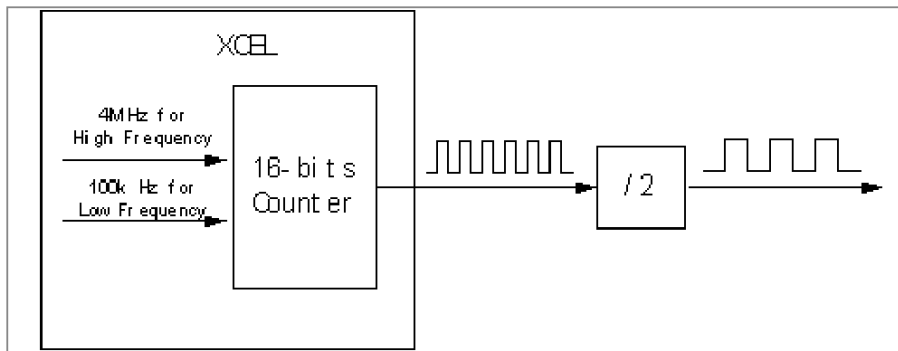 XCEL
4MHz for
High Frequency
100k Hz for
Low Frequency
16-bits
Counter
/2